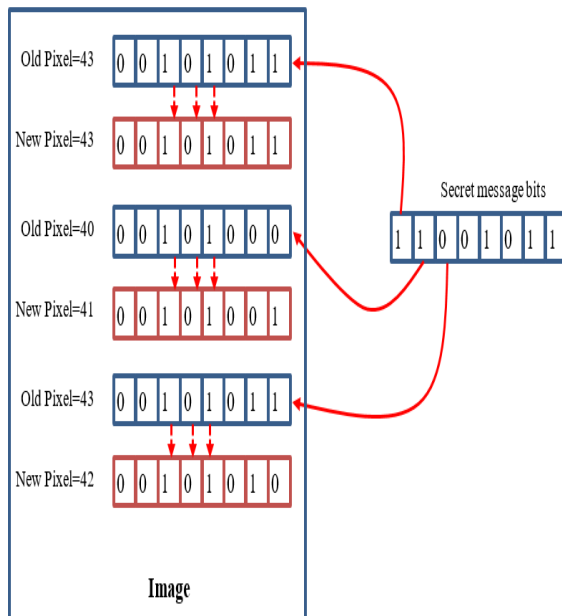 Old Pixel=43 0 0 1 0 1 0 1 1
New Pixel=43 0 0 1 0 1 0 1 1
Secret message bits
Old Pixel=40 0 0 1 0 1 0 0 0
1 1 0 0 1 0 1 1
New Pixel=41 0 0 1 0 1 0 0 1
Old Pixel=43 0 0 1 0 1 0 1 1
New Pixel=42 0 0 1 0 1 0 1 0
Image